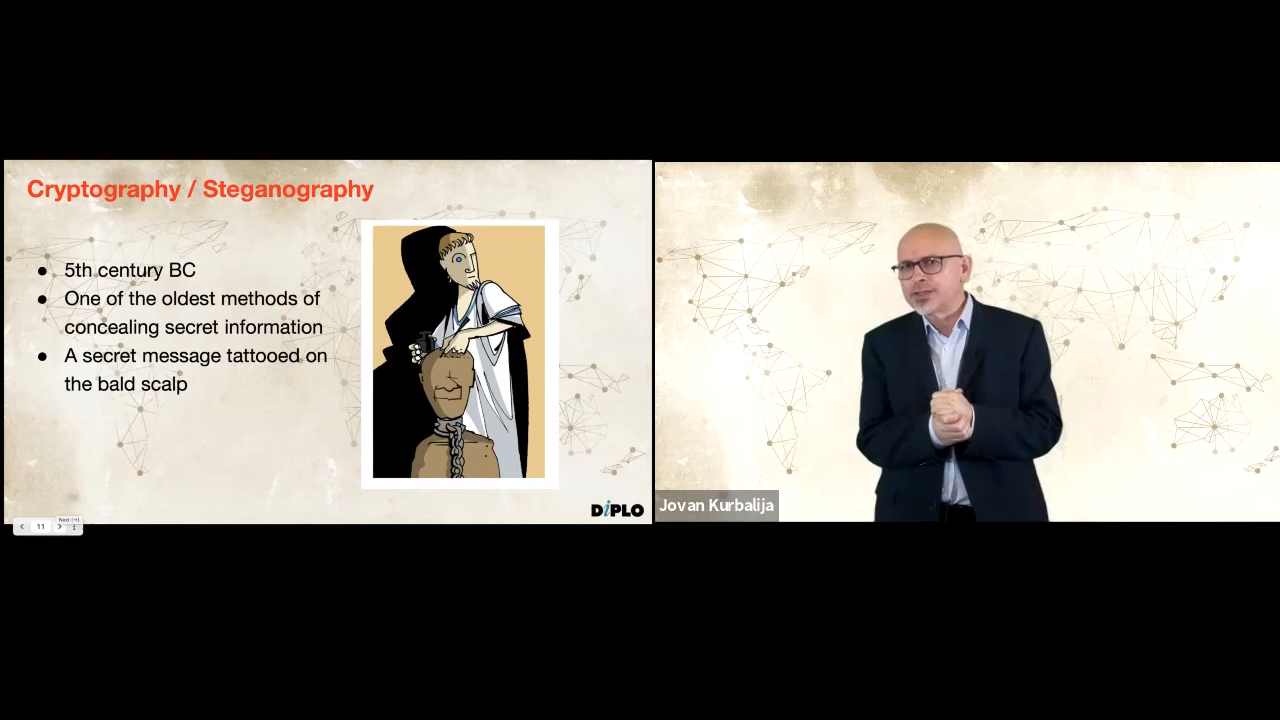 Cryptography / Steganography
● 5th century BC
● One of the oldest methods of
concealing secret information
● A secret message tattooed on
the bald scalp
DiPLO
Next (→)
11
Jovan Kurbalija